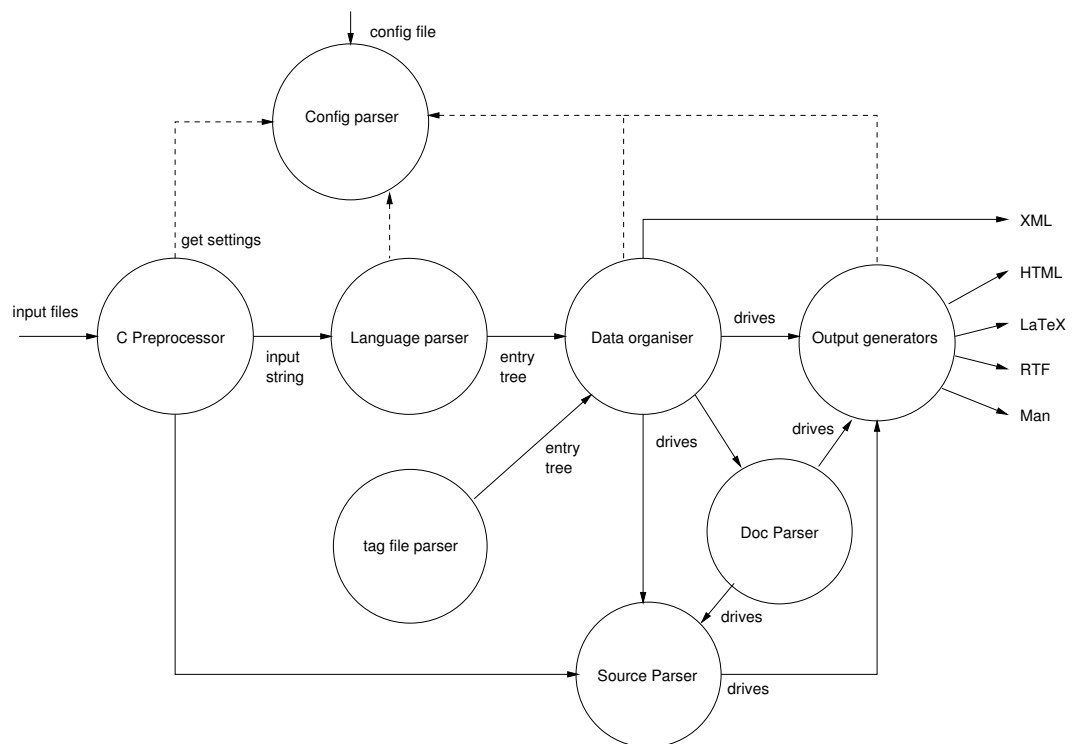 config file
Config parser
get settings
XML
HTML
input files
drives
LaTeX
C Preprocessor
Language parser
Data organiser
Output generators
input
string
entry
tree
RTF
Man
drives
drives
entry
tree
Doc Parser
tag file parser
drives
Source Parser
drives